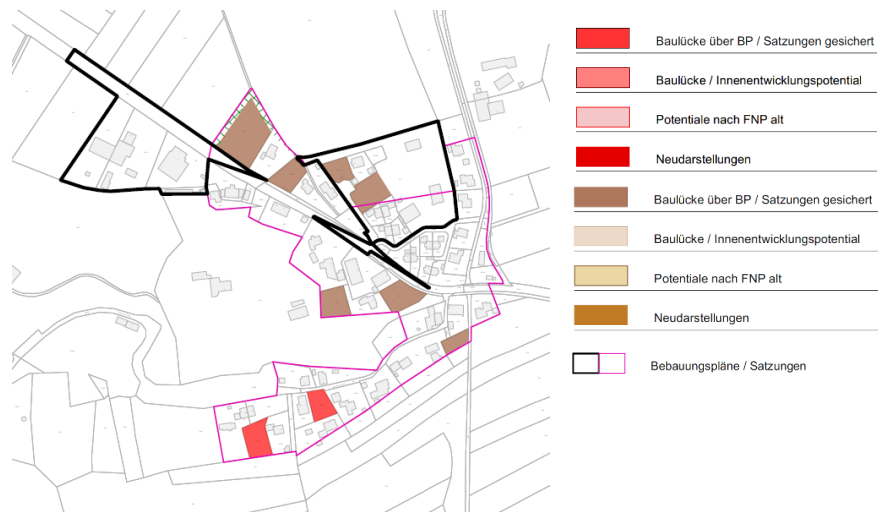 Baulücke über BP / Satzungen gesichert
Baulücke / Innenentwicklungspotential
Potentiale nach FNP alt
Neudarstellungen
Baulücke über BP / Satzungen gesichert
Baulücke / Innenentwicklungspotential
Potentiale nach FNP alt
Neudarstellungen
Bebauungspläne / Satzungen